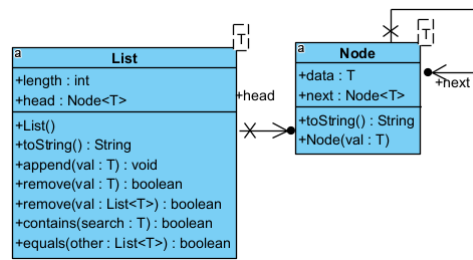 a
T
List
+length : int
+head : Node<T>
+List()
+toString() : String
+append(val : T) : void
+remove(val : T) : boolean
+remove(val : List<T>) : boolean
+contains(search : T) : boolean
+equals(other : List<T>) : boolean
+head
a
T
Node
+data : T
+next : Node<T>
+toString() : String
+Node(val : T)
+next